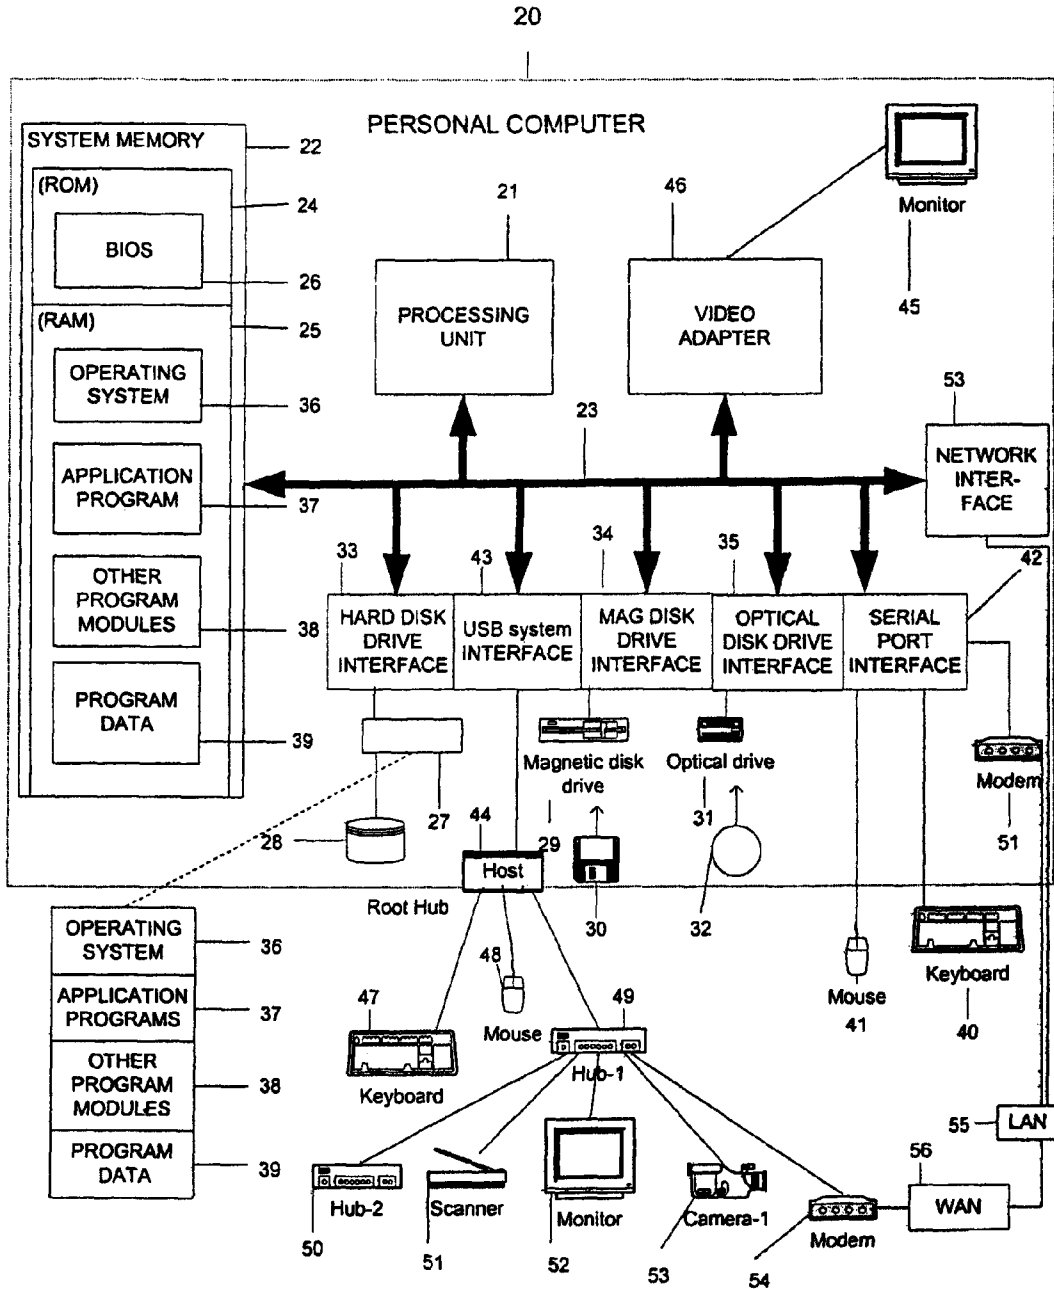 20
PERSONAL COMPUTER
SYSTEM MEMORY
22
(ROM)
24
BIOS
26
(RAM)
25
OPERATING
SYSTEM
36
APPLICATION
PROGRAM
37
OTHER
PROGRAM
MODULES
38
PROGRAM
DATA
39
21
PROCESSING
UNIT
46
VIDEO
ADAPTER
Monitor
45
23
53
NETWORK
INTER-
FACE
33
HARD DISK
DRIVE
INTERFACE
43
USB system
INTERFACE
34
MAG DISK
DRIVE
INTERFACE
35
OPTICAL
DISK DRIVE
INTERFACE
42
SERIAL
PORT
INTERFACE
27
28
Magnetic disk
drive
29
30
Optical drive
31
32
Modem
51
44
Host
Root Hub
OPERATING
SYSTEM
36
APPLICATION
PROGRAMS
37
OTHER
PROGRAM
MODULES
38
PROGRAM
DATA
39
47
Keyboard
48
Mouse
49
Hub-1
Mouse
41
Keyboard
40
Hub-2
50
Scanner
51
Monitor
52
Camera-1
53
Modem
54
55
LAN
56
WAN